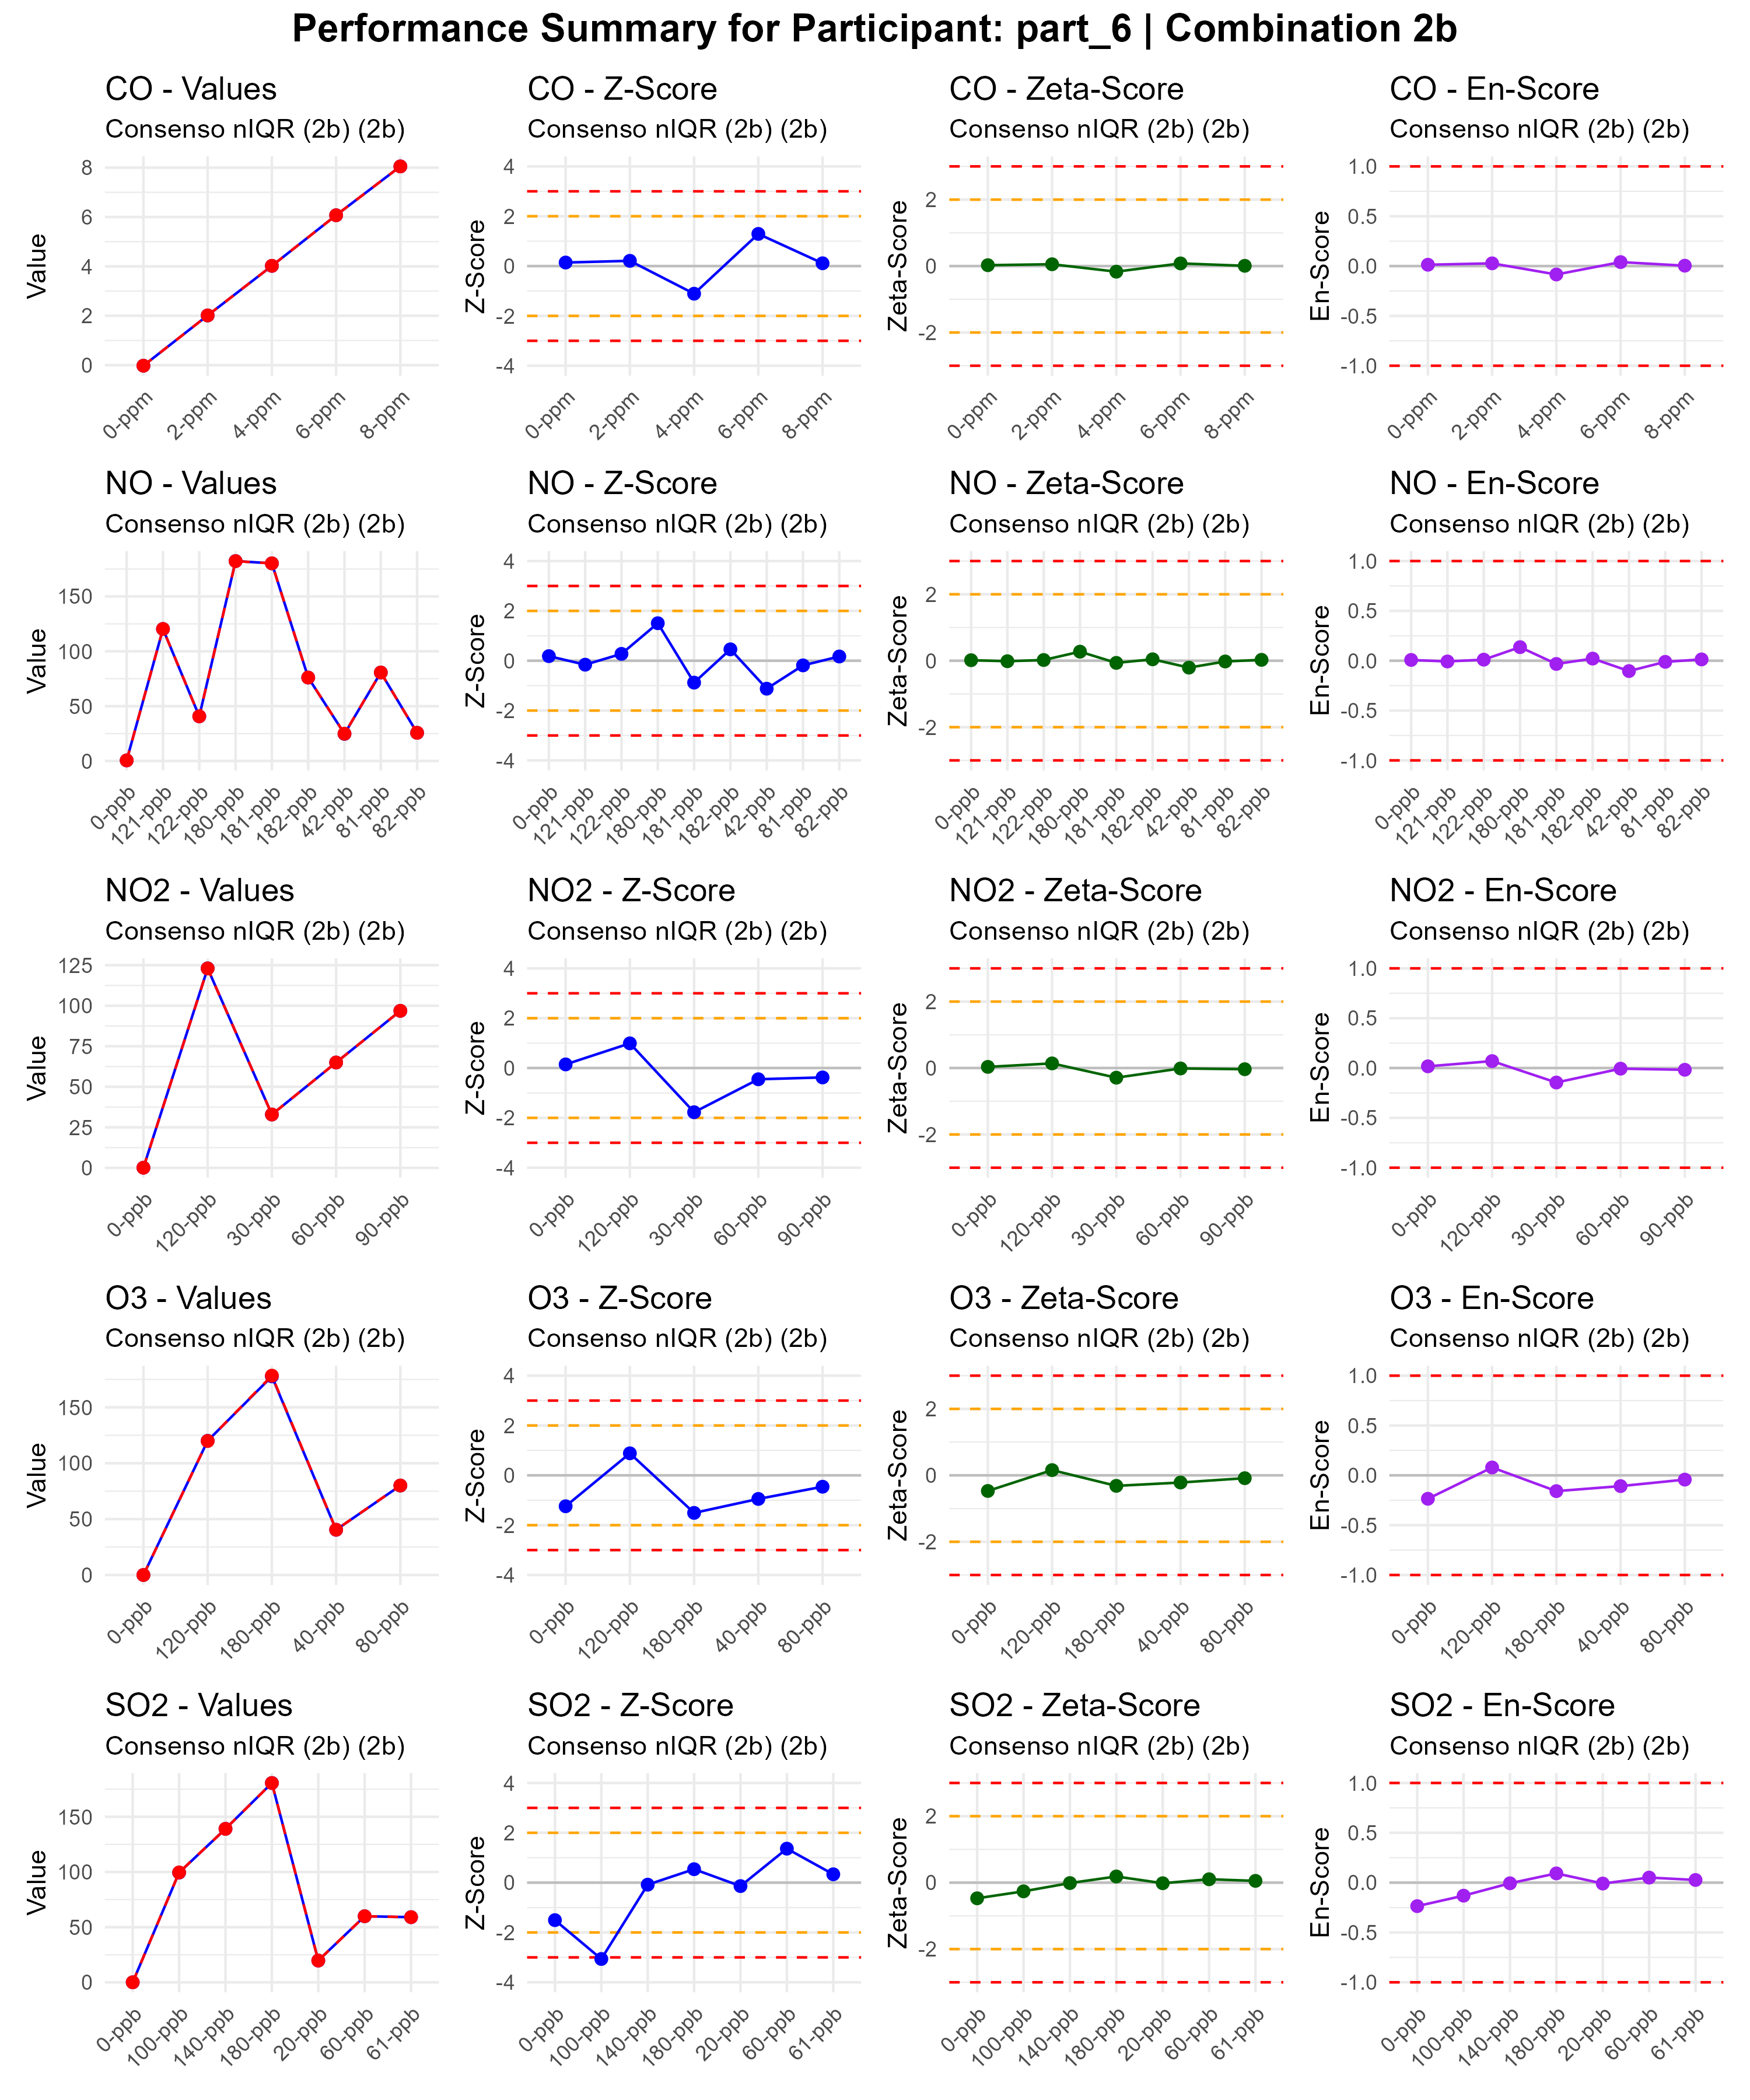 Performance Summary for Participant: part_6 | Combination 2b
CO - Values
Consenso nIQR (2b) (2b)
Value
8
6
4
2
0
0-ppm
2-ppm
4-ppm
6-ppm
8-ppm
CO - Z-Score
Consenso nIQR (2b) (2b)
Z-Score
4
2
0
-2
-4
0-ppm
2-ppm
4-ppm
6-ppm
8-ppm
CO - Zeta-Score
Consenso nIQR (2b) (2b)
Zeta-Score
2
0
-2
0-ppm
2-ppm
4-ppm
6-ppm
8-ppm
CO - En-Score
Consenso nIQR (2b) (2b)
En-Score
1.0
0.5
0.0
-0.5
-1.0
0-ppm
2-ppm
4-ppm
6-ppm
8-ppm
NO - Values
Consenso nIQR (2b) (2b)
Value
150
100
50
0
0-ppb
121-ppb
122-ppb
180-ppb
181-ppb
182-ppb
42-ppb
81-ppb
82-ppb
NO - Z-Score
Consenso nIQR (2b) (2b)
Z-Score
4
2
0
-2
-4
0-ppb
121-ppb
122-ppb
180-ppb
181-ppb
182-ppb
42-ppb
81-ppb
82-ppb
NO - Zeta-Score
Consenso nIQR (2b) (2b)
Zeta-Score
2
0
-2
0-ppb
121-ppb
122-ppb
180-ppb
181-ppb
182-ppb
42-ppb
81-ppb
82-ppb
NO - En-Score
Consenso nIQR (2b) (2b)
En-Score
1.0
0.5
0.0
-0.5
-1.0
0-ppb
121-ppb
122-ppb
180-ppb
181-ppb
182-ppb
42-ppb
81-ppb
82-ppb
NO2 - Values
Consenso nIQR (2b) (2b)
Value
125
100
75
50
25
0
0-ppb
120-ppb
30-ppb
60-ppb
90-ppb
NO2 - Z-Score
Consenso nIQR (2b) (2b)
Z-Score
4
2
0
-2
-4
0-ppb
120-ppb
30-ppb
60-ppb
90-ppb
NO2 - Zeta-Score
Consenso nIQR (2b) (2b)
Zeta-Score
2
0
-2
0-ppb
120-ppb
30-ppb
60-ppb
90-ppb
NO2 - En-Score
Consenso nIQR (2b) (2b)
En-Score
1.0
0.5
0.0
-0.5
-1.0
0-ppb
120-ppb
30-ppb
60-ppb
90-ppb
O3 - Values
Consenso nIQR (2b) (2b)
Value
150
100
50
0
0-ppb
120-ppb
180-ppb
40-ppb
80-ppb
O3 - Z-Score
Consenso nIQR (2b) (2b)
Z-Score
4
2
0
-2
-4
0-ppb
120-ppb
180-ppb
40-ppb
80-ppb
O3 - Zeta-Score
Consenso nIQR (2b) (2b)
Zeta-Score
2
0
-2
0-ppb
120-ppb
180-ppb
40-ppb
80-ppb
O3 - En-Score
Consenso nIQR (2b) (2b)
En-Score
1.0
0.5
0.0
-0.5
-1.0
0-ppb
120-ppb
180-ppb
40-ppb
80-ppb
SO2 - Values
Consenso nIQR (2b) (2b)
Value
150
100
50
0
0-ppb
100-ppb
140-ppb
180-ppb
20-ppb
60-ppb
61-ppb
SO2 - Z-Score
Consenso nIQR (2b) (2b)
Z-Score
4
2
0
-2
-4
0-ppb
100-ppb
140-ppb
180-ppb
20-ppb
60-ppb
61-ppb
SO2 - Zeta-Score
Consenso nIQR (2b) (2b)
Zeta-Score
2
0
-2
0-ppb
100-ppb
140-ppb
180-ppb
20-ppb
60-ppb
61-ppb
SO2 - En-Score
Consenso nIQR (2b) (2b)
En-Score
1.0
0.5
0.0
-0.5
-1.0
0-ppb
100-ppb
140-ppb
180-ppb
20-ppb
60-ppb
61-ppb